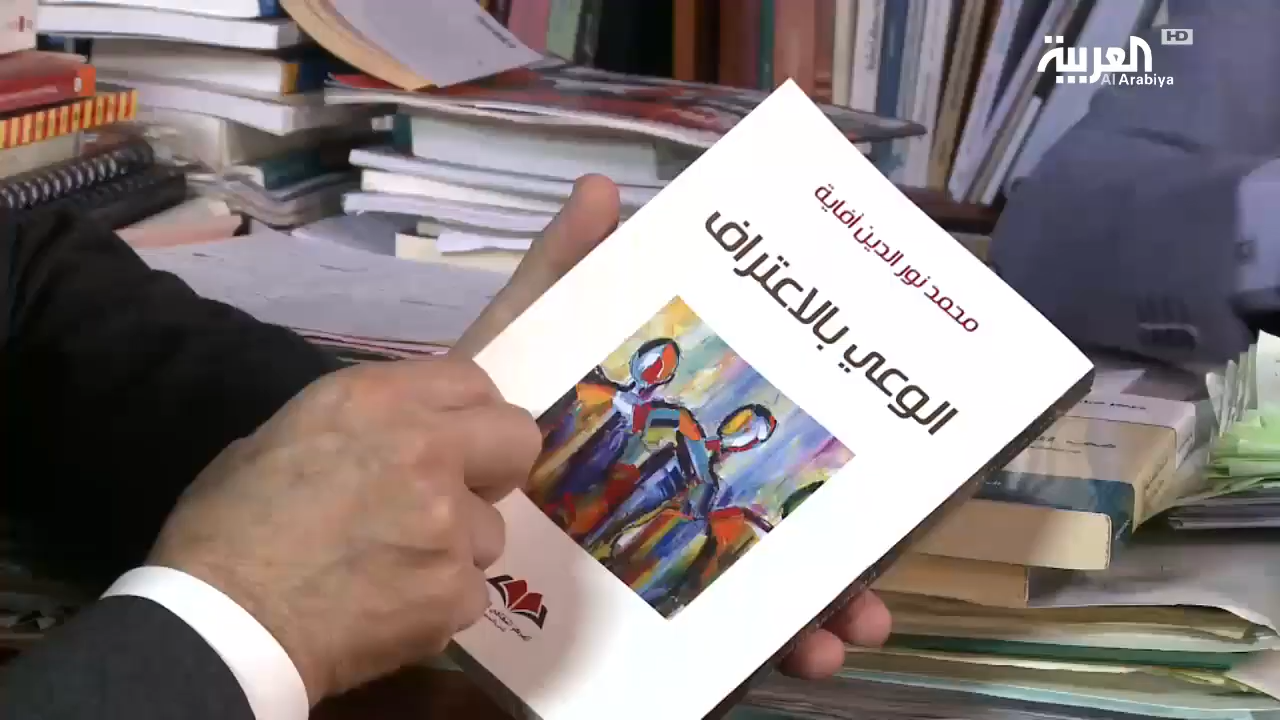 العربية
HD
Al Arabiya
محمد نور الدين أفاية
الوعي بالاعتراف